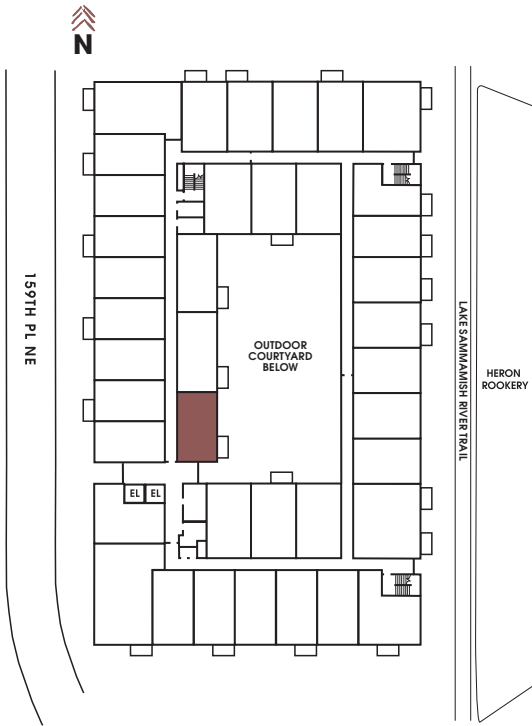 N
159TH PL NE
OUTDOOR
COURTYARD
BELOW
LAKE SAMMAMISH RIVER TRAIL
HERON
ROOKERY
EL
EL